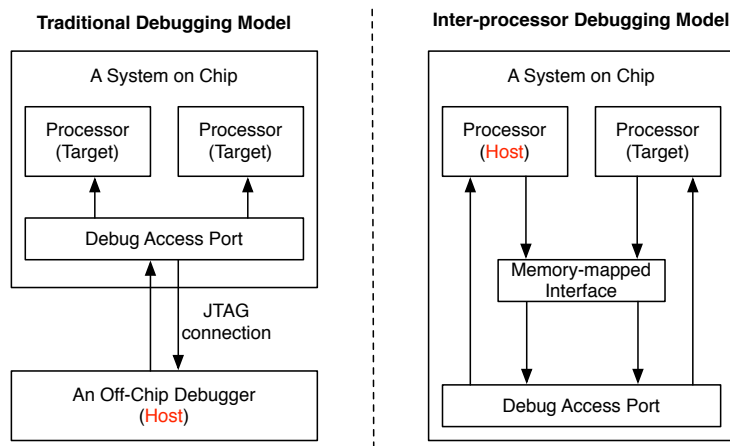 Traditional Debugging Model
A System on Chip
Processor
(Target)
Processor
(Target)
Debug Access Port
JTAG
connection
An Off-Chip Debugger
(Host)
Inter-processor Debugging Model
A System on Chip
Processor
(Host)
Processor
(Target)
Memory-mapped
Interface
Debug Access Port